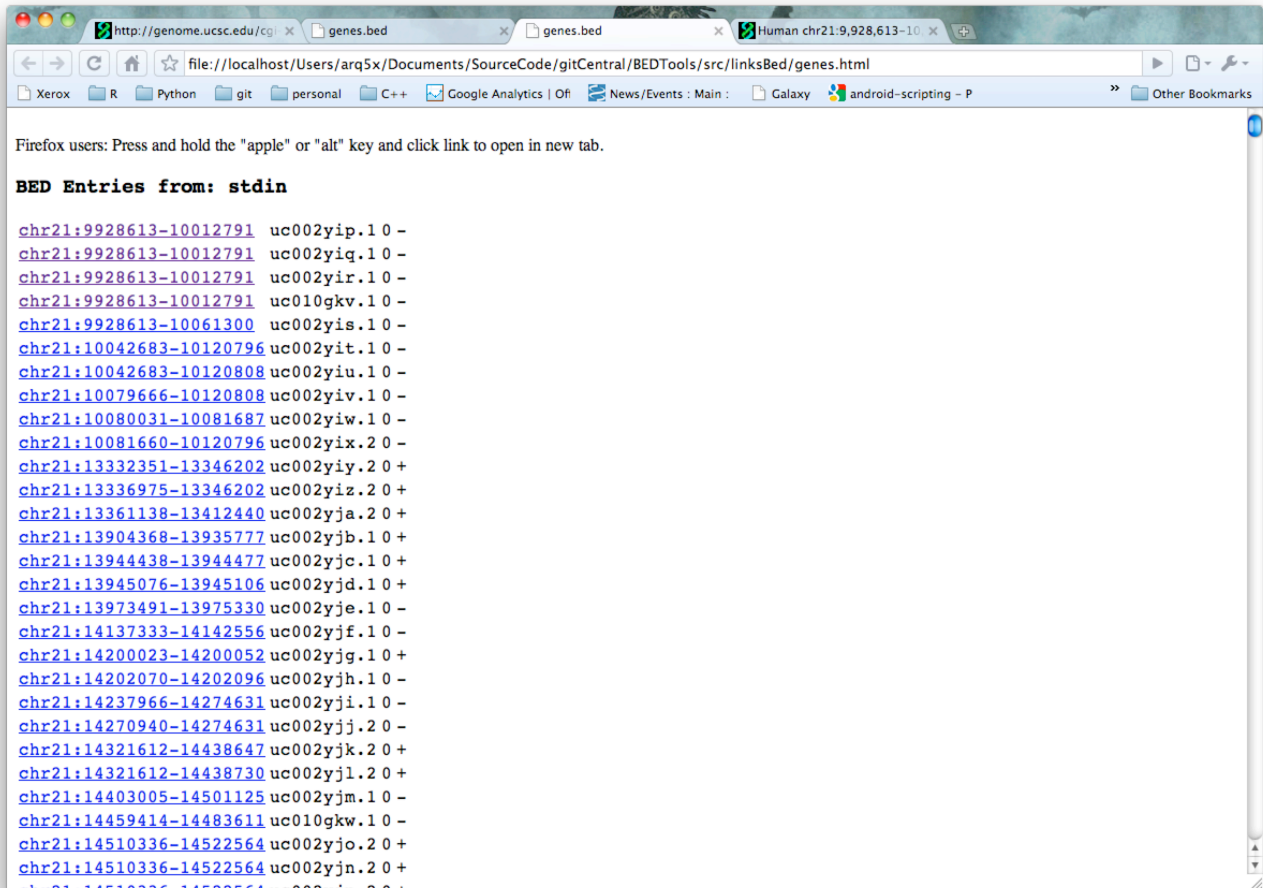 http://genome.ucsc.edu/cgi genes.bed genes.bed Human chr21:9,928,613-10
file://localhost/Users/arq5x/Documents/SourceCode/gitCentral/BEDTools/src/linksBed/genes.html
Xerox R Python git personal C++ Google Analytics | Ofi News/Events : Main : Galaxy android-scripting – P » Other Bookmarks
Firefox users: Press and hold the "apple" or "alt" key and click link to open in new tab.
BED Entries from: stdin
chr21:9928613-10012791 uc002yip.1 0 -
chr21:9928613-10012791 uc002yiq.1 0 -
chr21:9928613-10012791 uc002yir.1 0 -
chr21:9928613-10012791 uc010gkv.1 0 -
chr21:9928613-10061300 uc002yis.1 0 -
chr21:10042683-10120796 uc002yit.1 0 -
chr21:10042683-10120808 uc002yiu.1 0 -
chr21:10079666-10120808 uc002yiv.1 0 -
chr21:10080031-10081687 uc002yiw.1 0 -
chr21:10081660-10120796 uc002yix.2 0 -
chr21:13332351-13346202 uc002yiy.2 0 +
chr21:13336975-13346202 uc002yiz.2 0 +
chr21:13361138-13412440 uc002yja.2 0 +
chr21:13904368-13935777 uc002yjb.1 0 +
chr21:13944438-13944477 uc002yjc.1 0 +
chr21:13945076-13945106 uc002yjd.1 0 +
chr21:13973491-13975330 uc002yje.1 0 -
chr21:14137333-14142556 uc002yjf.1 0 -
chr21:14200023-14200052 uc002yjg.1 0 +
chr21:14202070-14202096 uc002yjh.1 0 -
chr21:14237966-14274631 uc002yji.1 0 -
chr21:14270940-14274631 uc002yjj.2 0 -
chr21:14321612-14438647 uc002yjk.2 0 +
chr21:14321612-14438730 uc002yjl.2 0 +
chr21:14403005-14501125 uc002yjm.1 0 -
chr21:14459414-14483611 uc010gkw.1 0 -
chr21:14510336-14522564 uc002yjo.2 0 +
chr21:14510336-14522564 uc002yjn.2 0 +